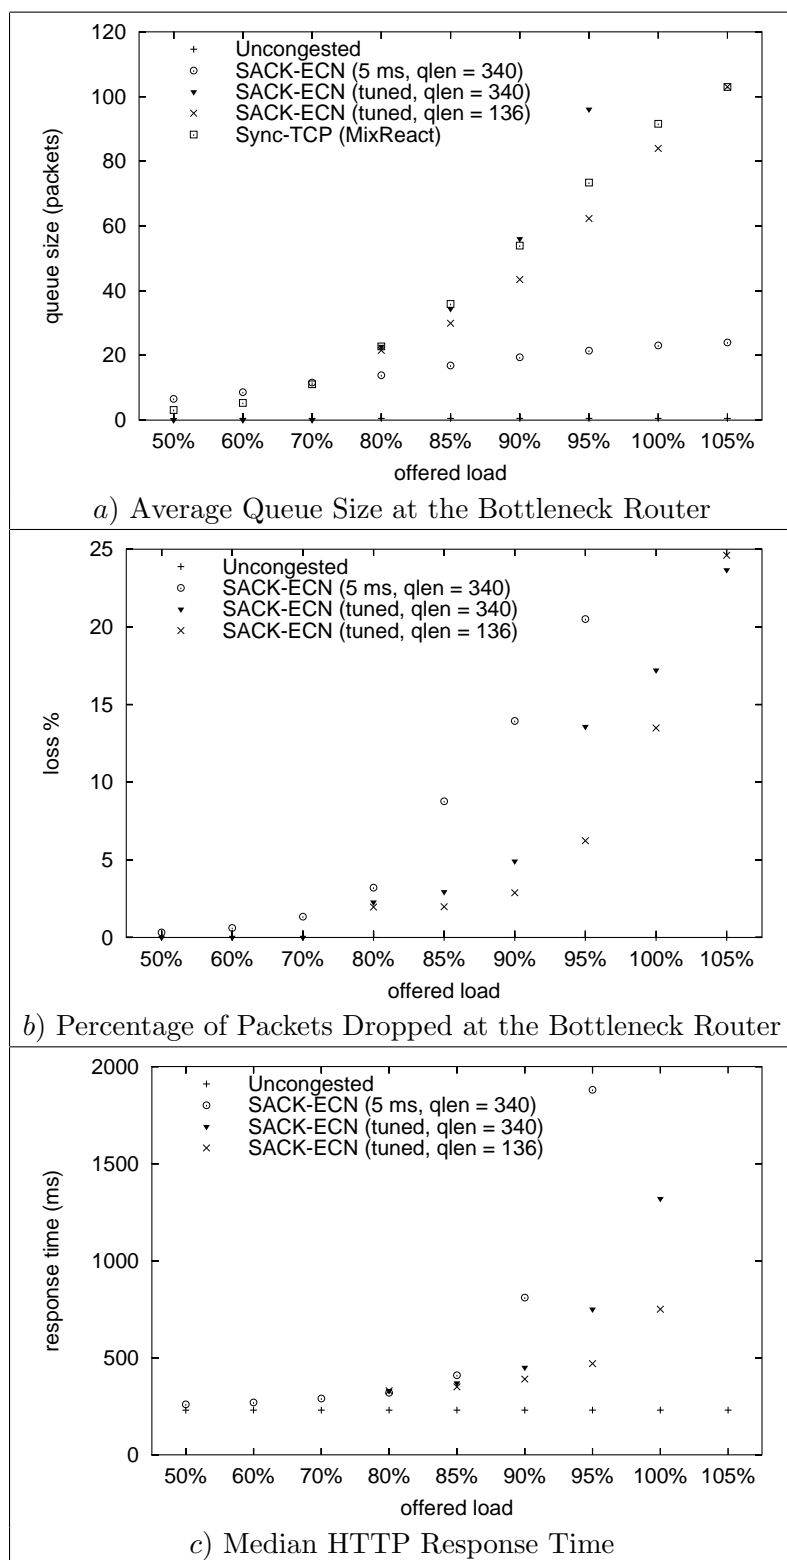 120
100
80
60
40
20
0
queue size (packets)
Uncongested
SACK-ECN (5 ms, qlen = 340)
SACK-ECN (tuned, qlen = 340)
SACK-ECN (tuned, qlen = 136)
Sync-TCP (MixReact)
50% 60% 70% 80% 85% 90% 95% 100% 105%
offered load
a) Average Queue Size at the Bottleneck Router
25
20
15
10
5
0
loss %
Uncongested
SACK-ECN (5 ms, qlen = 340)
SACK-ECN (tuned, qlen = 340)
SACK-ECN (tuned, qlen = 136)
50% 60% 70% 80% 85% 90% 95% 100% 105%
offered load
b) Percentage of Packets Dropped at the Bottleneck Router
2000
1500
1000
500
0
response time (ms)
Uncongested
SACK-ECN (5 ms, qlen = 340)
SACK-ECN (tuned, qlen = 340)
SACK-ECN (tuned, qlen = 136)
50% 60% 70% 80% 85% 90% 95% 100% 105%
offered load
c) Median HTTP Response Time